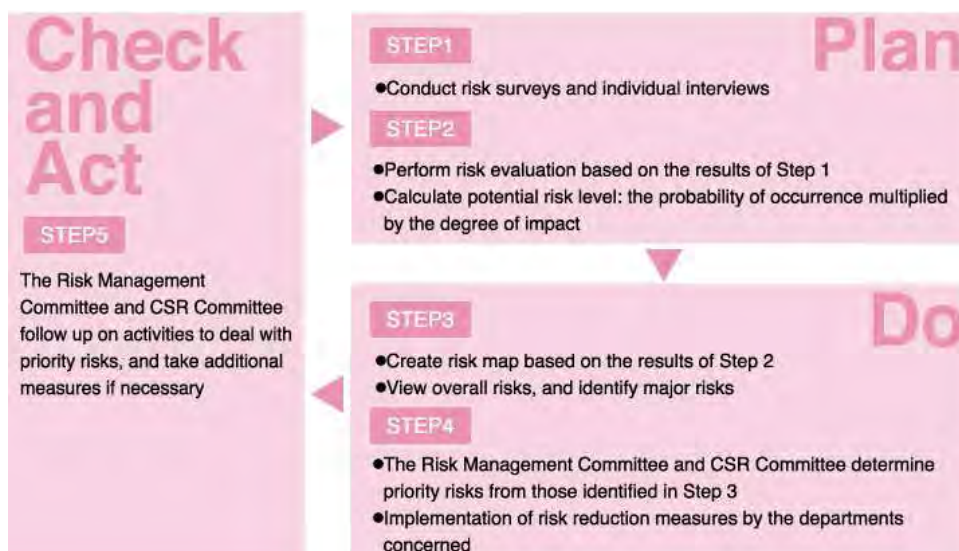 Check
and
Act
STEP5
The Risk Management
Committee and CSR Committee
follow up on activities to deal with
priority risks, and take additional
measures if necessary
Plan
STEP1
●Conduct risk surveys and individual interviews
STEP2
●Perform risk evaluation based on the results of Step 1
●Calculate potential risk level: the probability of occurrence multiplied
by the degree of impact
Do
STEP3
●Create risk map based on the results of Step 2
●View overall risks, and identify major risks
STEP4
●The Risk Management Committee and CSR Committee determine
priority risks from those identified in Step 3
●Implementation of risk reduction measures by the departments
concerned